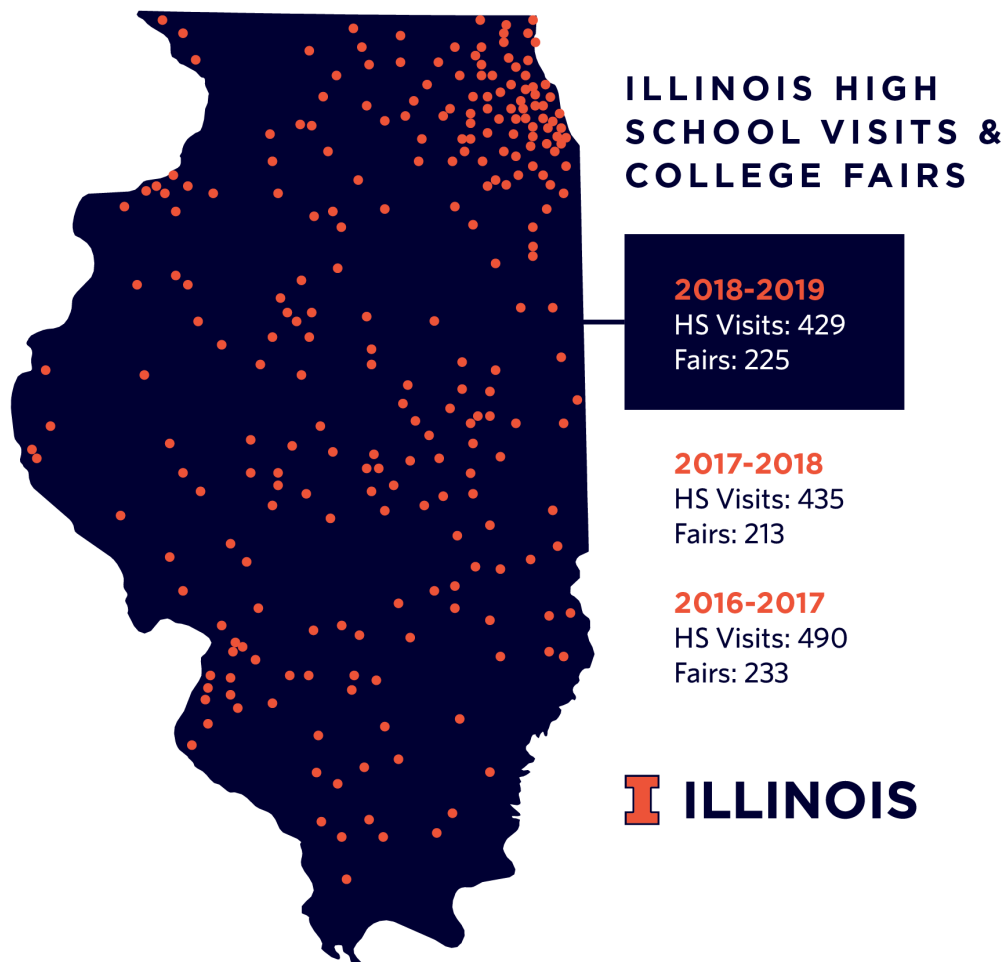 ILLINOIS HIGH
SCHOOL VISITS &
COLLEGE FAIRS
2018-2019
HS Visits: 429
Fairs: 225
2017-2018
HS Visits: 435
Fairs: 213
2016-2017
HS Visits: 490
Fairs: 233
I ILLINOIS